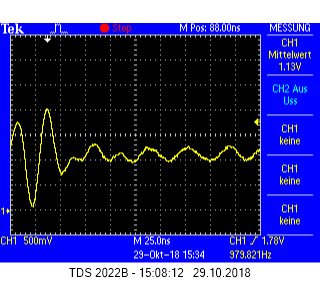 Tek Stop M Pos: 88.00ns MESSUNG
CH1
Mittelwert
1.13V
CH2 Aus
Uss
CH1
keine
CH1
keine
CH1
keine
1
CH1 500mV M 25.0ns CH1 1.78V
29-Okt-18 15:34 979.821Hz
TDS 2022B - 15:08:12 29.10.2018